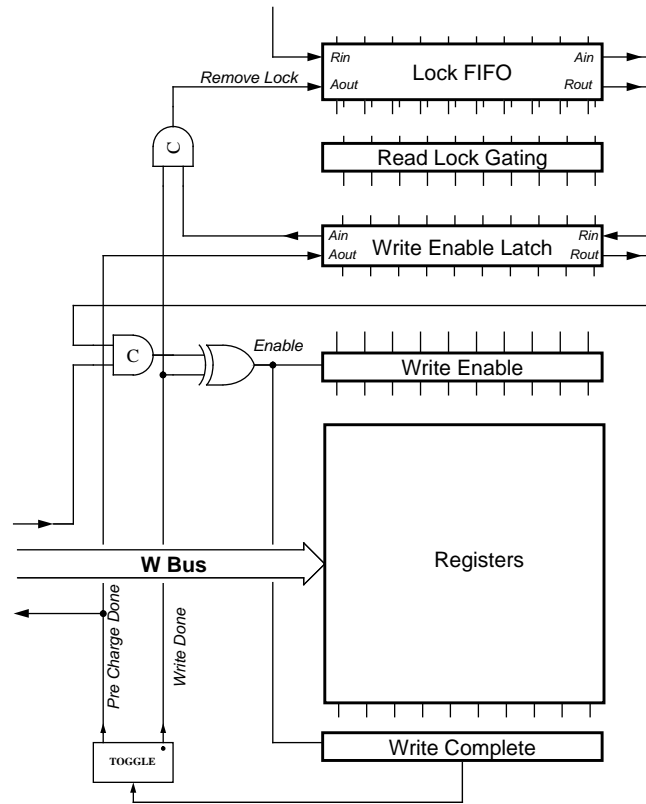 Rin
Lock FIFO
Ain
Remove Lock
Aout
Rout
C
Read Lock Gating
Ain
Write Enable Latch
Rin
Aout
Rout
Enable
C
Write Enable
Registers
W Bus
Pre Charge Done
Write Done
Write Complete
TOGGLE